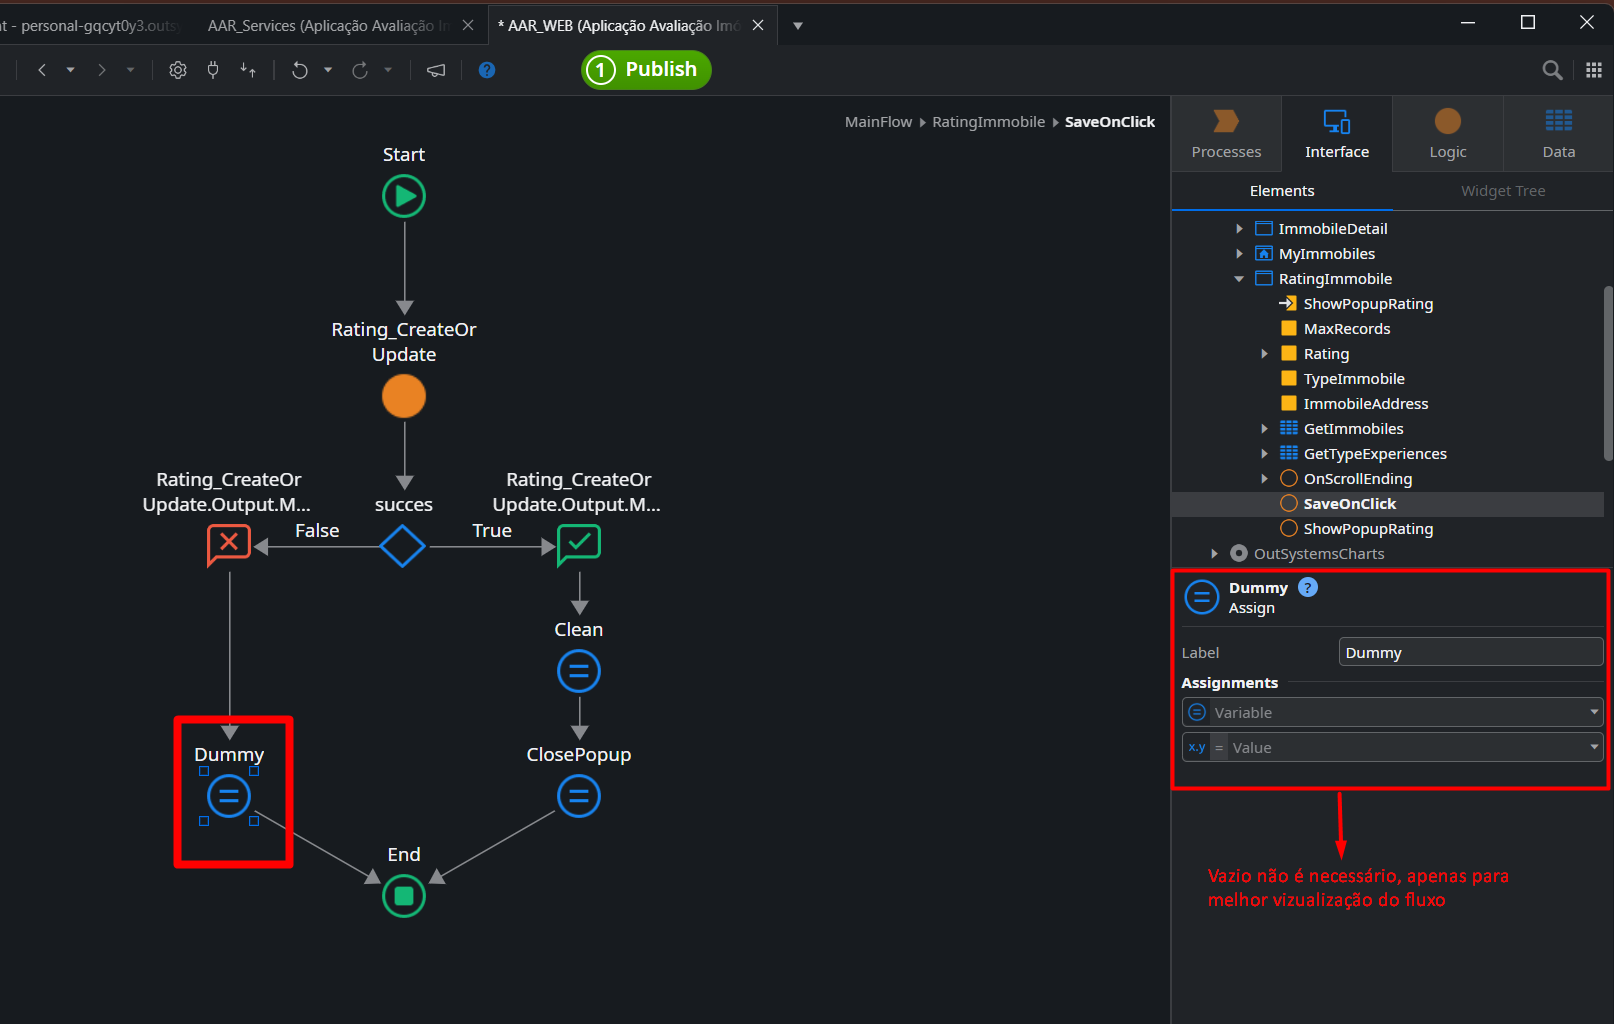 at - personal-gqcyt0y3.outs
AAR_Services (Aplicação Avaliação I
* AAR_WEB (Aplicação Avaliação Imó
1 Publish
?
MainFlow RatingImmobile SaveOnClick
Processes Interface Logic Data
Elements Widget Tree
ImmobileDetail
MyImmobiles
RatingImmobile
ShowPopupRating
MaxRecords
Rating
TypeImmobile
ImmobileAddress
GetImmobiles
GetTypeExperiences
OnScrollEnding
SaveOnClick
ShowPopupRating
OutSystemsCharts
Start
Rating_CreateOr
Update
Rating_CreateOr
Update.Output.M...
succes
Rating_CreateOr
Update.Output.M...
False
True
Clean
Dummy
ClosePopup
End
Dummy ?
Assign
Label Dummy
Assignments
Variable
x.y = Value
Vazio não é necessário, apenas para
melhor vizualização do fluxo